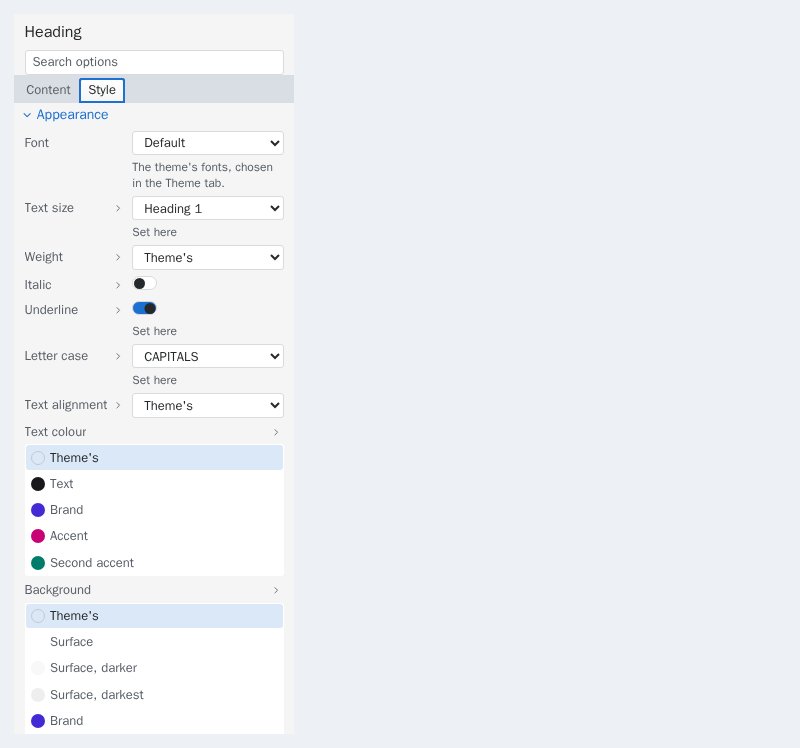 Heading
Search options
Content Style
Appearance
Font Default
The theme's fonts, chosen
in the Theme tab.
Text size Heading 1
Set here
Weight Theme's
Italic
Underline
Set here
Letter case CAPITALS
Set here
Text alignment Theme's
Text colour
Theme's
Text
Brand
Accent
Second accent
Background
Theme's
Surface
Surface, darker
Surface, darkest
Brand